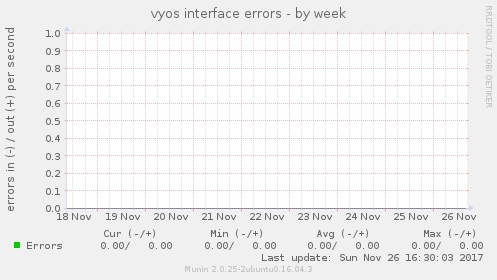 vyos interface errors - by week
RRDTOOL / TOBI OETIKER
errors in (-) / out (+) per second
1.0
0.9
0.8
0.7
0.6
0.5
0.4
0.3
0.2
0.1
0.0
18 Nov 19 Nov 20 Nov 21 Nov 22 Nov 23 Nov 24 Nov 25 Nov 26 Nov
Cur (-/+) Min (-/+) Avg (-/+) Max (-/+)
Errors 0.00/ 0.00 0.00/ 0.00 0.00/ 0.00 0.00/ 0.00
Last update: Sun Nov 26 16:30:03 2017
Munin 2.0.25-2ubuntu0.16.04.3